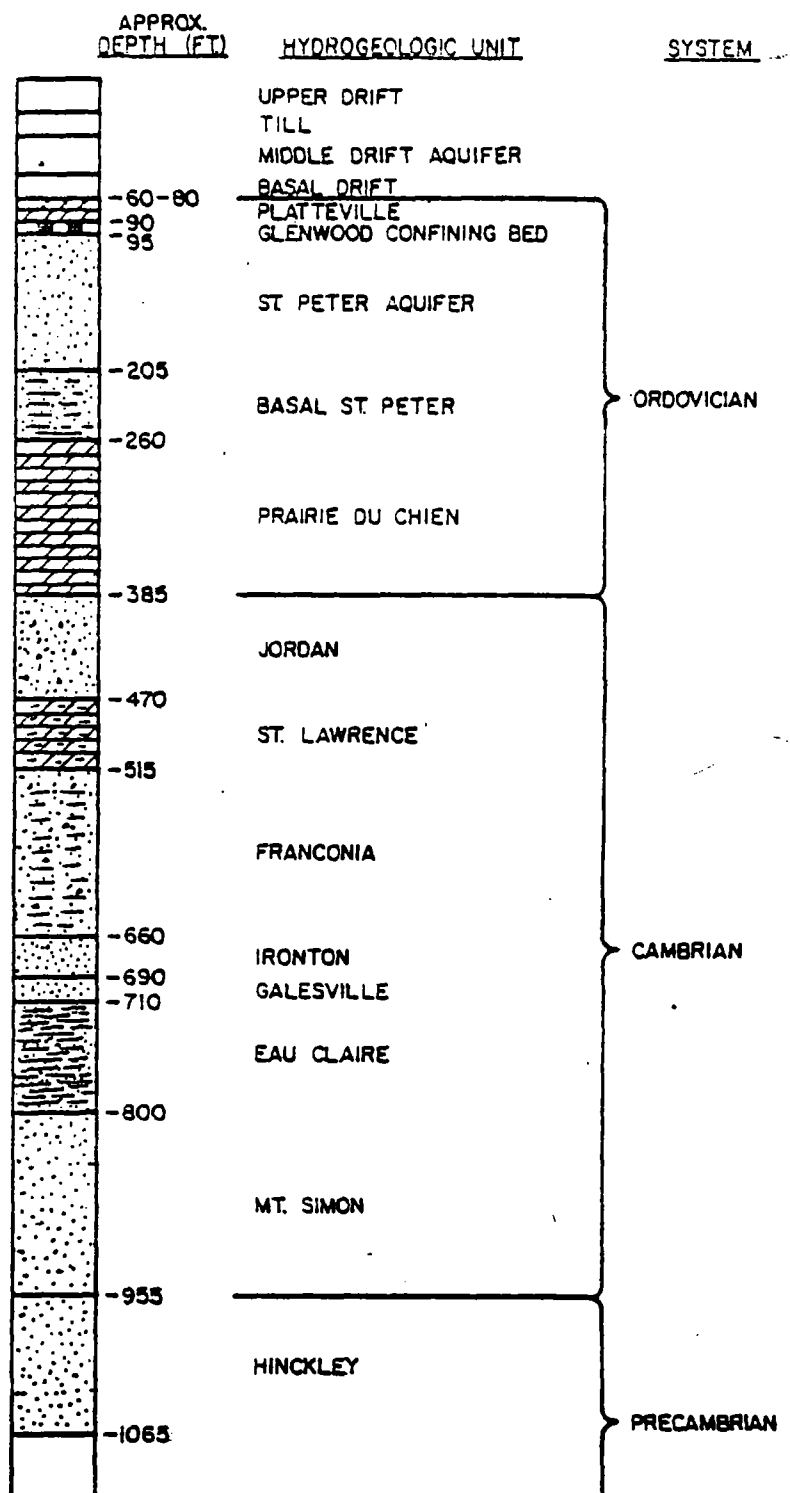 APPROX.
DEPTH (FT.) HYDROGEOLOGIC UNIT SYSTEM
UPPER DRIFT
TILL
MIDDLE DRIFT AQUIFER
BASAL DRIFT
-60-80
PLATTEVILLE
-90
GLENWOOD CONFINING BED
-95
ST. PETER AQUIFER
-205
ORDOVICIAN
BASAL ST. PETER
-260
PRAIRIE DU CHIEN
-385
JORDAN
-470
ST. LAWRENCE
-515
FRANCONIA
-660
IRONTON CAMBRIAN
-690
GALESVILLE
-710
EAU CLAIRE
-800
MT. SIMON
-955
HINCKLEY
PRECAMBRIAN
-1065